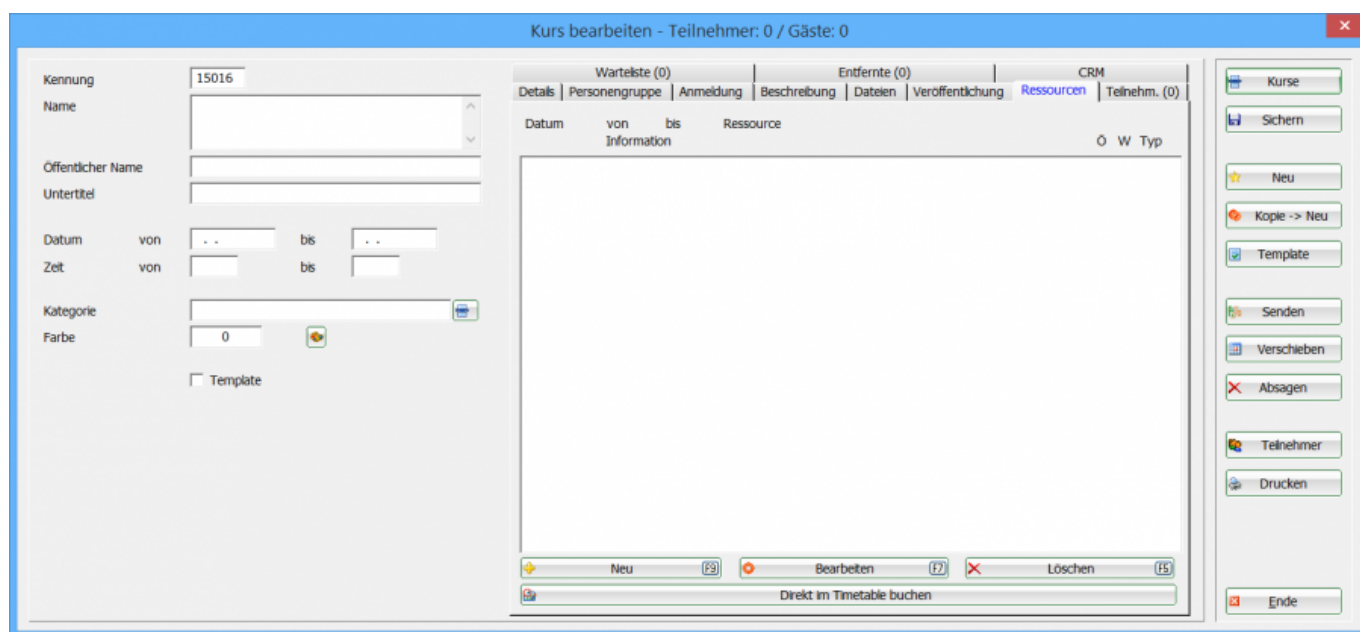 Kurs bearbeiten - Teilnehmer: 0 / Gäste: 0
Kennung 15016
Name
Öffentlicher Name
Untertitel
Datum von . . bis . .
Zeit von bis
Kategorie
Farbe 0
Template
Warteliste (0) Entfernte (0) CRM
Details Personengruppe Anmeldung Beschreibung Dateien Veröffentlichung Ressourcen Teilnehm. (0)
Datum von bis Ressource
Information Ö W Typ
Neu F9 Bearbeiten F7 Löschen F5
Direkt im Timetable buchen
Kurse
Sichern
Neu
Kopie -> Neu
Template
Senden
Verschieben
Absagen
Teilnehmer
Drucken
Ende